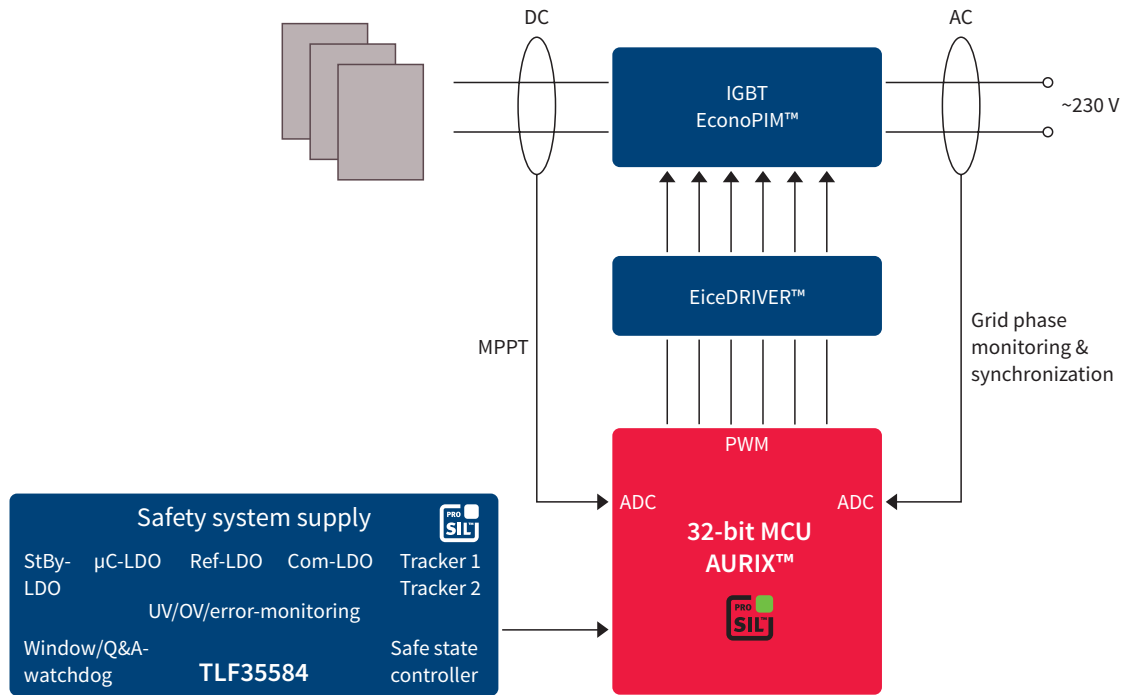 DC
AC
IGBT
EconoPIM™
~230 V
EiceDRIVER™
MPPT
Grid phase
monitoring &
synchronization
PWM
ADC
ADC
32-bit MCU
AURIX™
PRO
SIL™
Safety system supply
PRO
SIL™
StBy-
LDO
µC-LDO
Ref-LDO
Com-LDO
Tracker 1
Tracker 2
UV/OV/error-monitoring
Window/Q&A-
watchdog
TLF35584
Safe state
controller